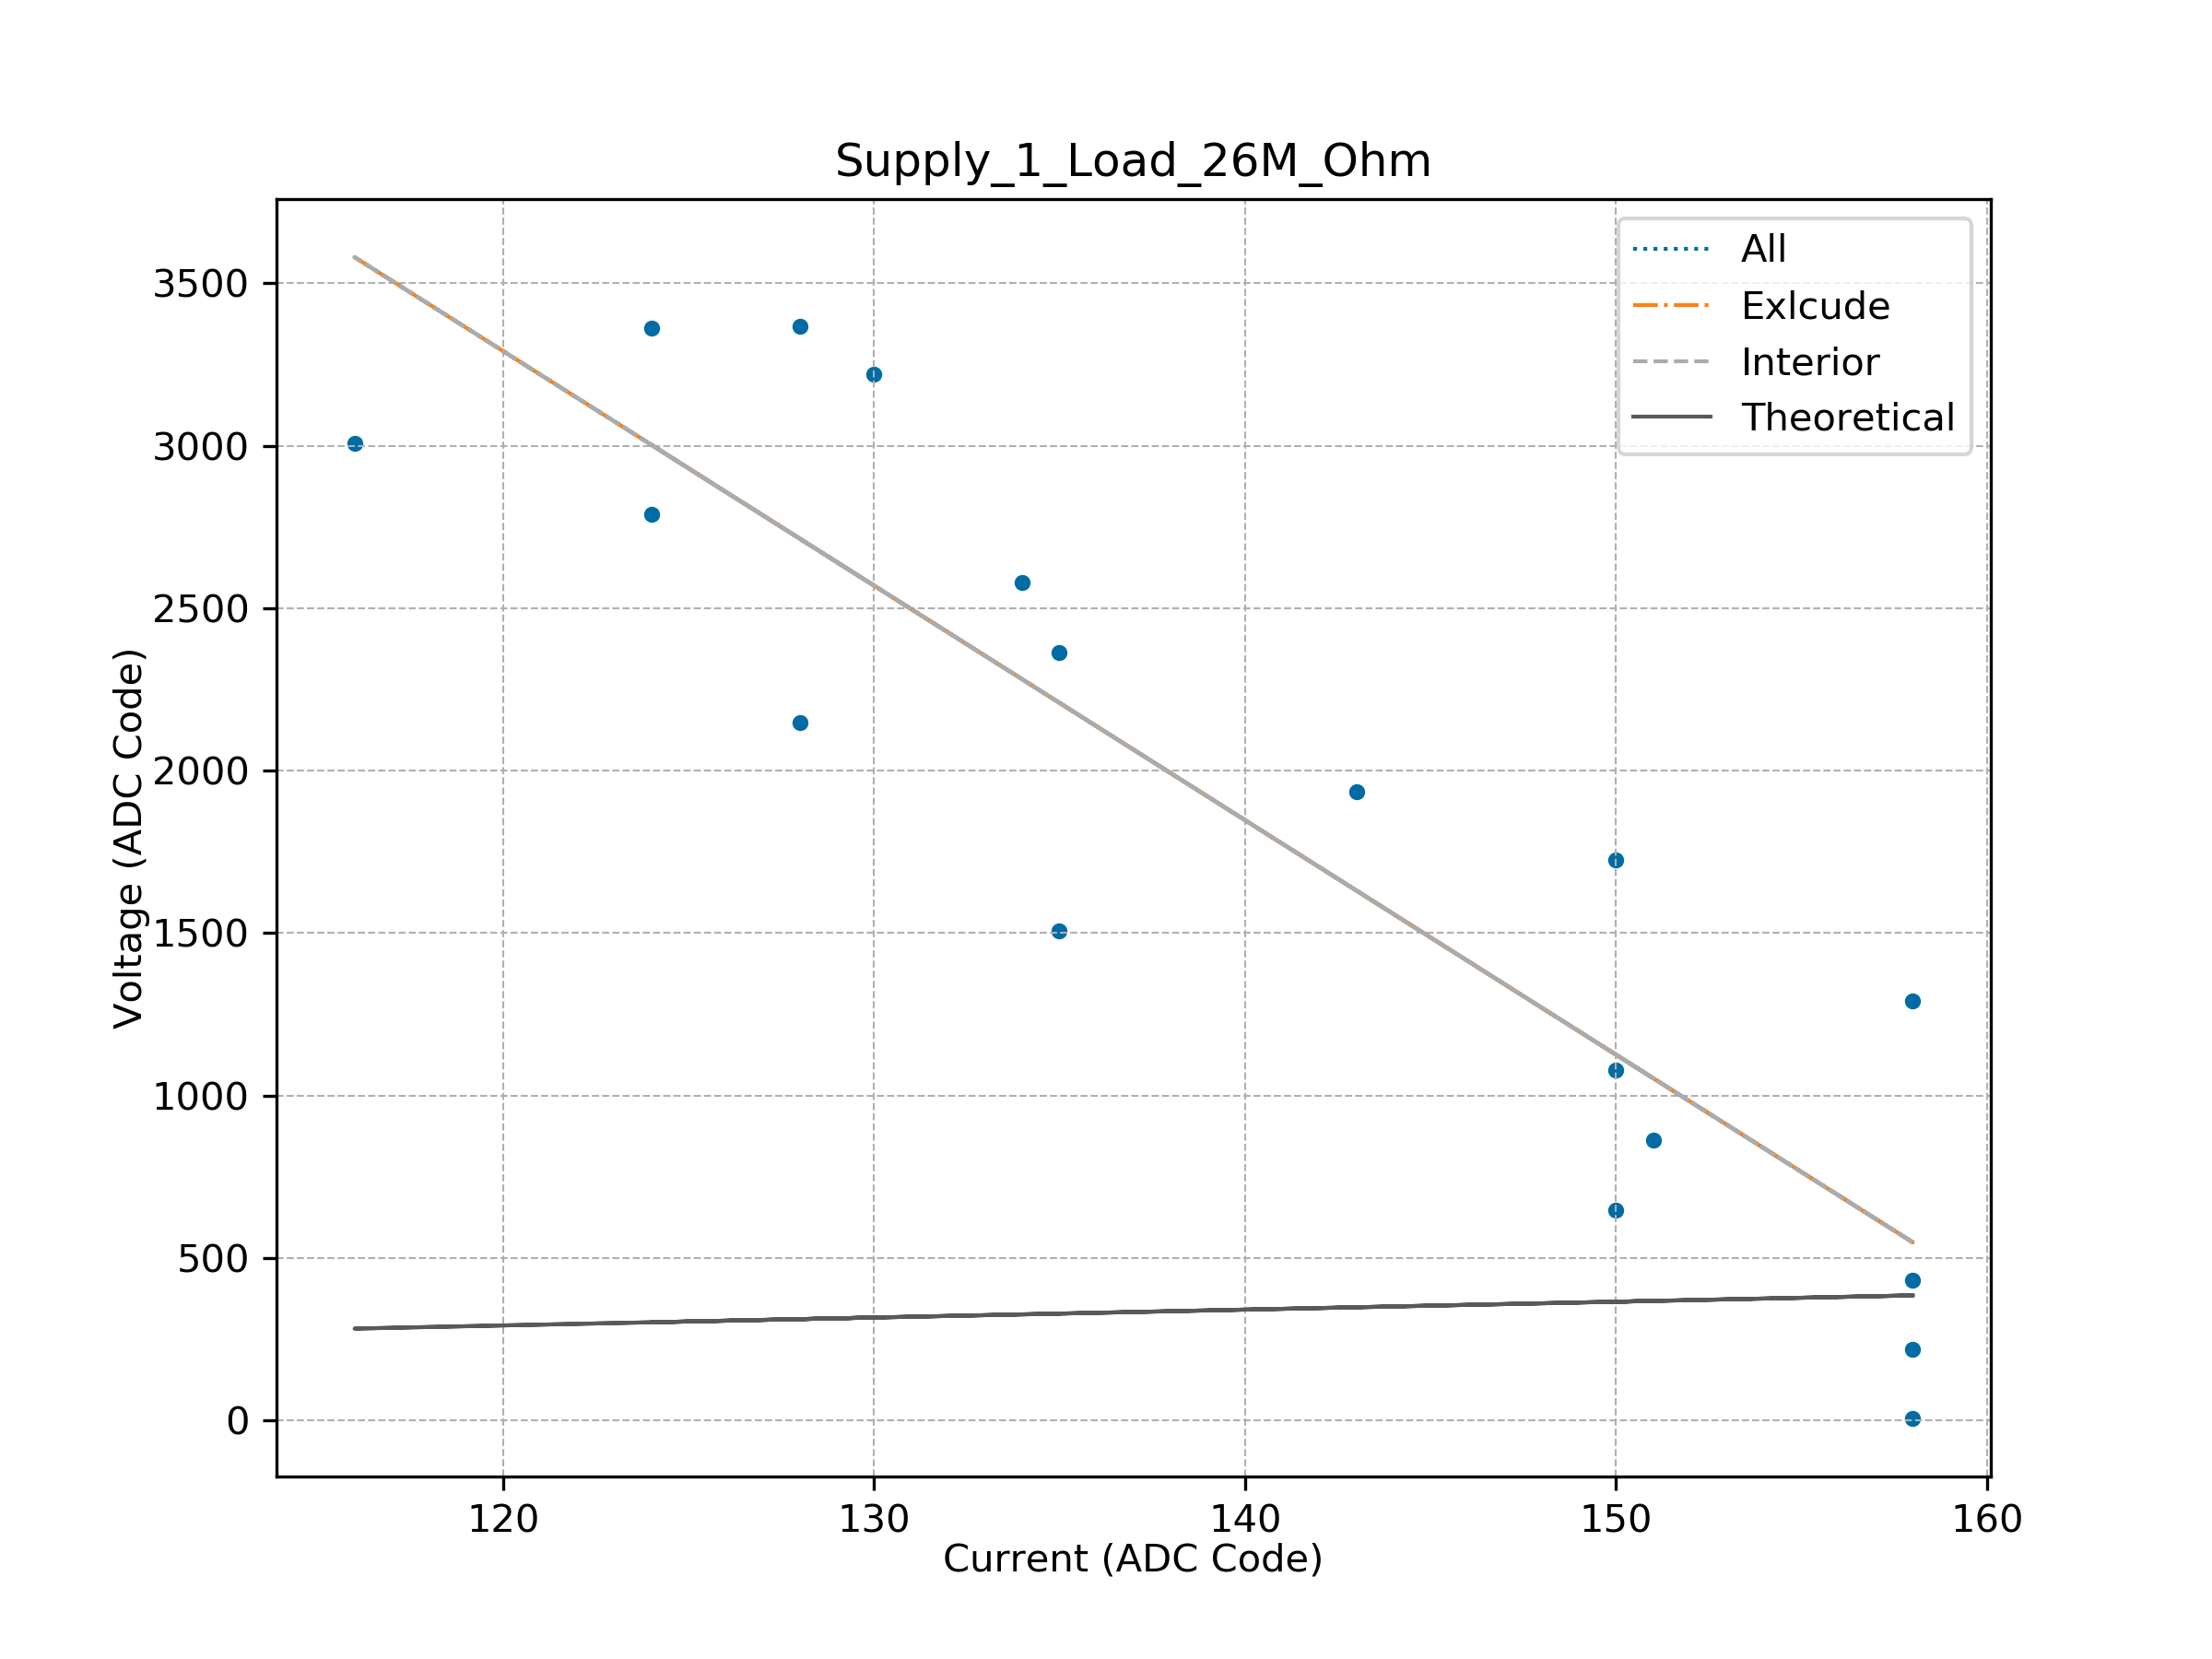 Supply_1_Load_26M_Ohm
All
Exlcude
Interior
Theoretical
Voltage (ADC Code)
3500
3000
2500
2000
1500
1000
500
0
120 130 140 150 160
Current (ADC Code)